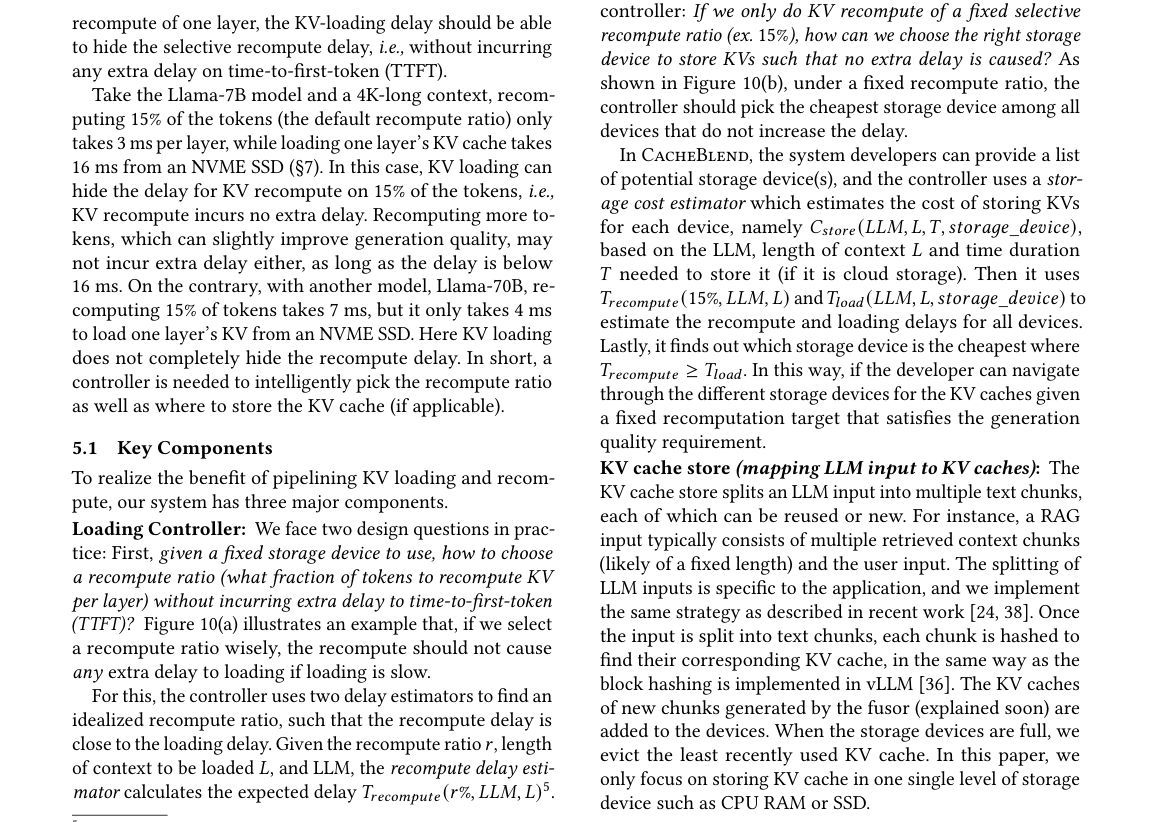 recompute of one layer, the KV-loading delay should be able
to hide the selective recompute delay, i.e., without incurring
any extra delay on time-to-first-token (TTFT).
Take the Llama-7B model and a 4K-long context, recom-
puting 15% of the tokens (the default recompute ratio) only
takes 3 ms per layer, while loading one layer's KV cache takes
16 ms from an NVME SSD (§7). In this case, KV loading can
hide the delay for KV recompute on 15% of the tokens, i.e.,
KV recompute incurs no extra delay. Recomputing more to-
kens, which can slightly improve generation quality, may
not incur extra delay either, as long as the delay is below
16 ms. On the contrary, with another model, Llama-70B, re-
computing 15% of tokens takes 7 ms, but it only takes 4 ms
to load one layer's KV from an NVME SSD. Here KV loading
does not completely hide the recompute delay. In short, a
controller is needed to intelligently pick the recompute ratio
as well as where to store the KV cache (if applicable).
5.1 Key Components
To realize the benefit of pipelining KV loading and recom-
pute, our system has three major components.
Loading Controller: We face two design questions in prac-
tice: First, given a fixed storage device to use, how to choose
a recompute ratio (what fraction of tokens to recompute KV
per layer) without incurring extra delay to time-to-first-token
(TTFT)? Figure 10(a) illustrates an example that, if we select
a recompute ratio wisely, the recompute should not cause
any extra delay to loading if loading is slow.
For this, the controller uses two delay estimators to find an
idealized recompute ratio, such that the recompute delay is
close to the loading delay. Given the recompute ratio r, length
of context to be loaded L, and LLM, the recompute delay esti-
mator calculates the expected delay T_recompute(r%, LLM, L)⁵.
controller: If we only do KV recompute of a fixed selective
recompute ratio (ex. 15%), how can we choose the right storage
device to store KVs such that no extra delay is caused? As
shown in Figure 10(b), under a fixed recompute ratio, the
controller should pick the cheapest storage device among all
devices that do not increase the delay.
In CACHEBLEND, the system developers can provide a list
of potential storage device(s), and the controller uses a stor-
age cost estimator which estimates the cost of storing KVs
for each device, namely C_store(LLM, L, T, storage_device),
based on the LLM, length of context L and time duration
T needed to store it (if it is cloud storage). Then it uses
T_recompute(15%, LLM, L) and T_load(LLM, L, storage_device) to
estimate the recompute and loading delays for all devices.
Lastly, it finds out which storage device is the cheapest where
T_recompute ≥ T_load. In this way, if the developer can navigate
through the different storage devices for the KV caches given
a fixed recomputation target that satisfies the generation
quality requirement.
KV cache store (mapping LLM input to KV caches): The
KV cache store splits an LLM input into multiple text chunks,
each of which can be reused or new. For instance, a RAG
input typically consists of multiple retrieved context chunks
(likely of a fixed length) and the user input. The splitting of
LLM inputs is specific to the application, and we implement
the same strategy as described in recent work [24, 38]. Once
the input is split into text chunks, each chunk is hashed to
find their corresponding KV cache, in the same way as the
block hashing is implemented in vLLM [36]. The KV caches
of new chunks generated by the fusor (explained soon) are
added to the devices. When the storage devices are full, we
evict the least recently used KV cache. In this paper, we
only focus on storing KV cache in one single level of storage
device such as CPU RAM or SSD.